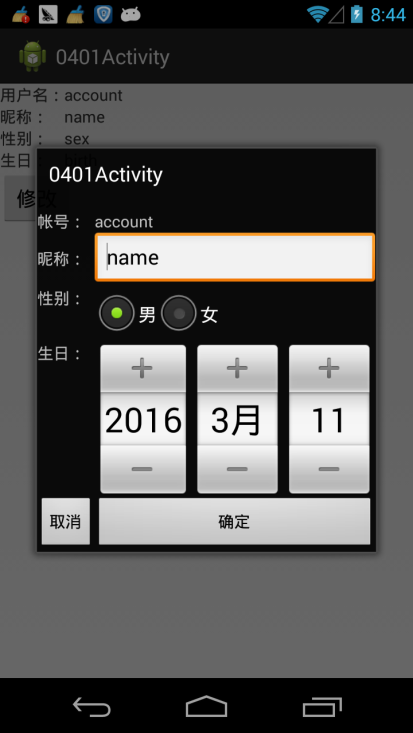 8:44
0401Activity
用户名：account
昵称： name
性别： sex
生日
修
0401Activity
帐号： account
昵称： name
性别： 男 女
生日： 2016 3月 11
取消 确定